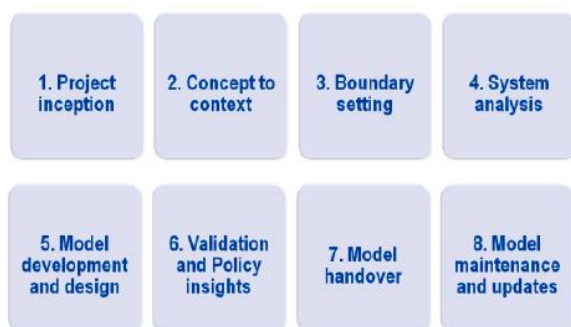 1. Project
inception
2. Concept to
context
3. Boundary
setting
4. System
analysis
5. Model
development
and design
6. Validation
and Policy
insights
7. Model
handover
8. Model
maintenance
and updates